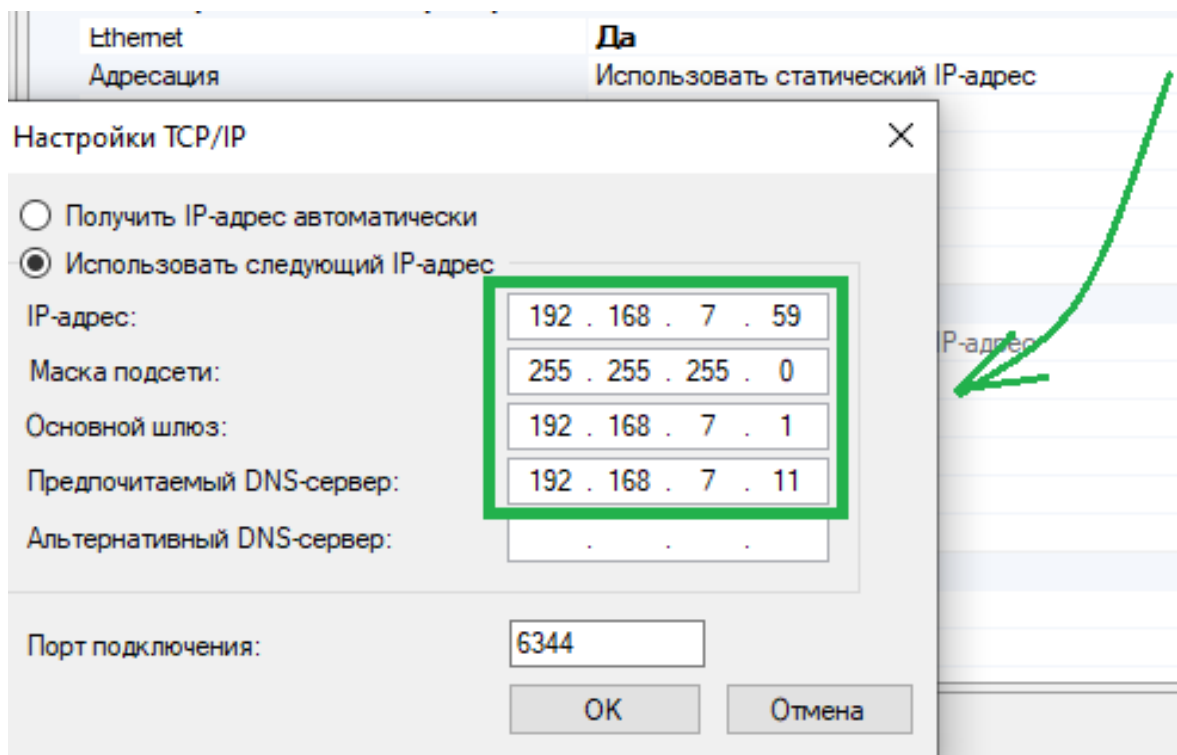 Ethernet Да
Адресация Использовать статический IP-адрес
Настройки TCP/IP
Получить IP-адрес автоматически
Использовать следующий IP-адрес
IP-адрес: 192 . 168 . 7 . 59
IP-адрес
Маска подсети: 255 . 255 . 255 . 0
Основной шлюз: 192 . 168 . 7 . 1
Предпочитаемый DNS-сервер: 192 . 168 . 7 . 11
Альтернативный DNS-сервер: . . .
Порт подключения: 6344
OK Отмена